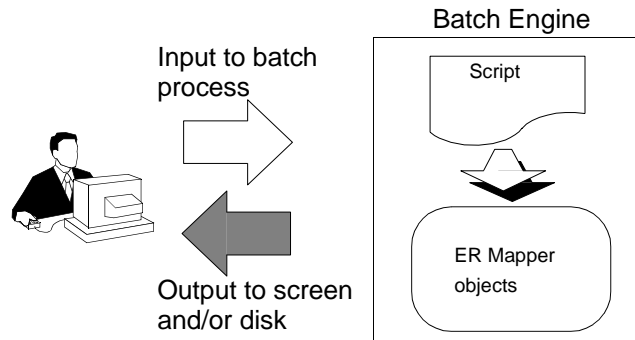 Batch Engine
Input to batch
process
Script
Output to screen
and/or disk
ER Mapper
objects